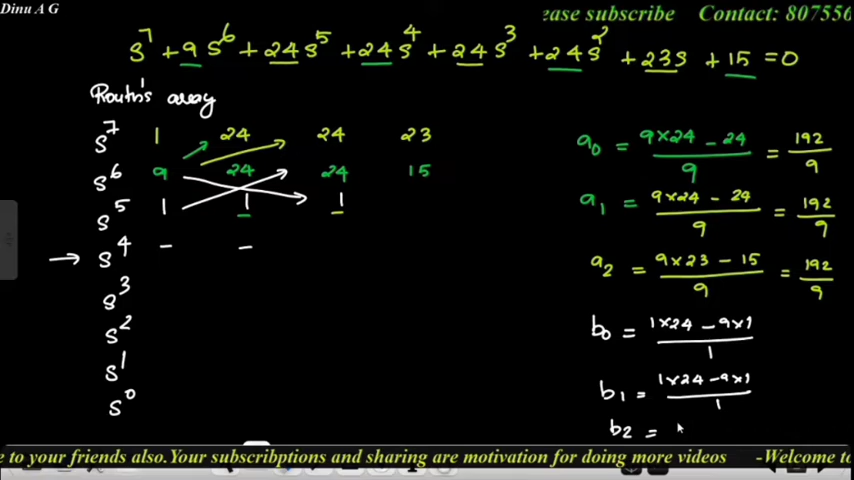 Dinu A G
ease subscribe Contact: 807556
s⁷ + 9s⁶ + 24s⁵ + 24s⁴ + 24s³ + 24s² + 23s + 15 = 0
Routh's array
s⁷ 1 24 24 23
s⁶ 9 24 24 15
s⁵ 1 1 1
→ s⁴ - -
s³
s²
s¹
s⁰
a₀ = (9×24 - 24)/9 = 192/9
a₁ = (9×24 - 24)/9 = 192/9
a₂ = (9×23 - 15)/9 = 192/9
b₀ = (1×24 - 9×1)/1
b₁ = (1×24 - 9×1)/1
b₂ =
e to your friends also.Your subscribptions and sharing are motivation for doing more videos -Welcome to